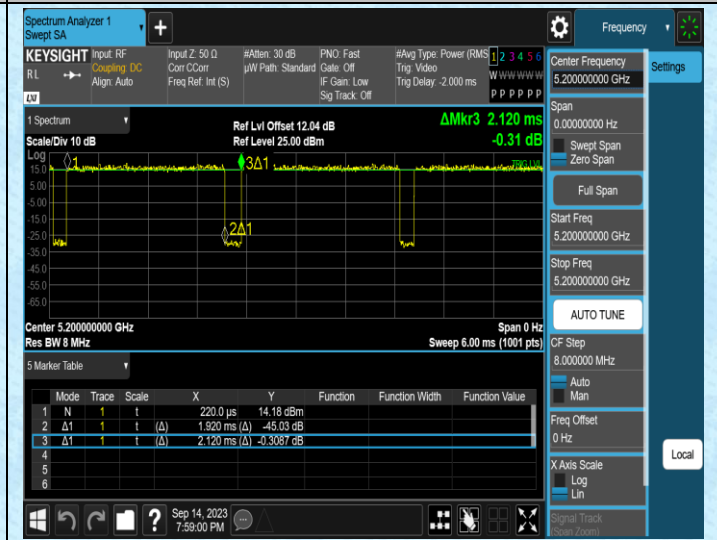 Spectrum Analyzer 1
Swept SA
+
Frequency
KEYSIGHT
Input: RF
Input Z: 50 Ω
#Atten: 30 dB
PNO: Fast
#Avg Type: Power (RMS
1 2 3 4 5 6
RL
Coupling: DC
Corr CCorr
µW Path: Standard
Gate: Off
Trig: Video
W W W W W W
Align: Auto
Freq Ref: Int (S)
IF Gain: Low
Trig Delay: -2.000 ms
P P P P P P
LXI
Sig Track: Off
1 Spectrum
Ref Lvl Offset 12.04 dB
ΔMkr3 2.120 ms
Scale/Div 10 dB
Ref Level 25.00 dBm
-0.31 dB
Log
1
3Δ1
TRIG LVL
15.0
5.00
-5.00
-15.0
2Δ1
-25.0
-35.0
-45.0
-55.0
-65.0
Center 5.200000000 GHz
Span 0 Hz
Res BW 8 MHz
Sweep 6.00 ms (1001 pts)
5 Marker Table
Mode Trace Scale X Y Function Function Width Function Value
1 N 1 t 220.0 µs 14.18 dBm
2 Δ1 1 t (Δ) 1.920 ms (Δ) -45.03 dB
3 Δ1 1 t (Δ) 2.120 ms (Δ) -0.3087 dB
4
5
6
?
Sep 14, 2023
7:59:00 PM
Center Frequency
5.200000000 GHz
Settings
Span
0.00000000 Hz
Swept Span
Zero Span
Full Span
Start Freq
5.200000000 GHz
Stop Freq
5.200000000 GHz
AUTO TUNE
CF Step
8.000000 MHz
Auto
Man
Freq Offset
0 Hz
Local
X Axis Scale
Log
Lin
Signal Track
(Span Zoom)